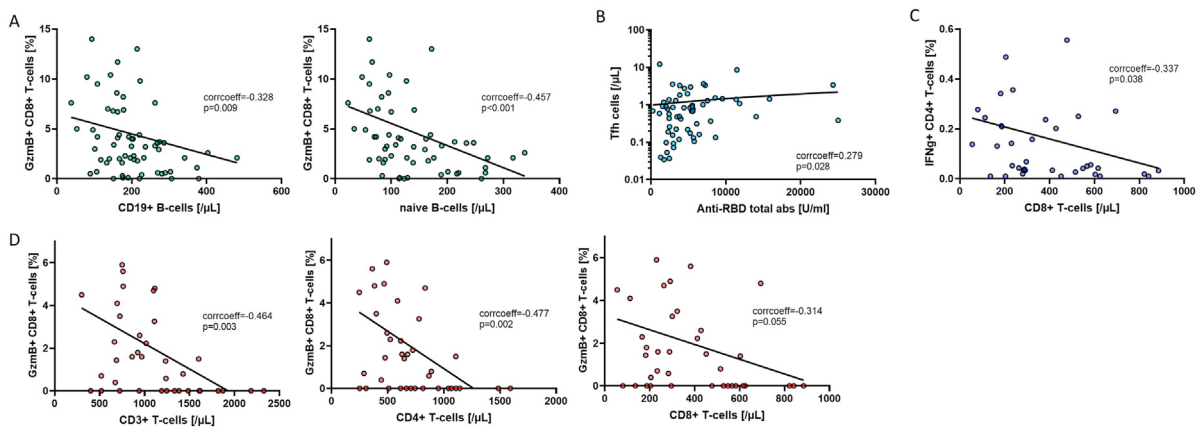 A
GzmB+ CD8+ T-cells [%]
15
10
5
0
0
200
400
600
CD19+ B-cells [/µL]
corrcoeff=-0.328
p=0.009
GzmB+ CD8+ T-cells [%]
15
10
5
0
0
100
200
300
400
naive B-cells [/µL]
corrcoeff=-0.457
p<.001
B
Tfh cells [/µL]
100
10
1
0.1
0.01
0
10000
20000
30000
Anti-RBD total abs [U/ml]
corrcoeff=0.279
p=0.028
C
IFNg+ CD4+ T-cells [%]
0.6
0.4
0.2
0.0
0
200
400
600
800
1000
CD8+ T-cells [/µL]
corrcoeff=-0.337
p=0.038
D
GzmB+ CD8+ T-cells [%]
6
4
2
0
0
500
1000
1500
2000
2500
CD3+ T-cells [/µL]
corrcoeff=-0.464
p=0.003
GzmB+ CD8+ T-cells [%]
6
4
2
0
0
500
1000
1500
2000
CD4+ T-cells [/µL]
corrcoeff=-0.477
p=0.002
GzmB+ CD8+ T-cells [%]
6
4
2
0
0
200
400
600
800
1000
CD8+ T-cells [/µL]
corrcoeff=-0.314
p=0.055